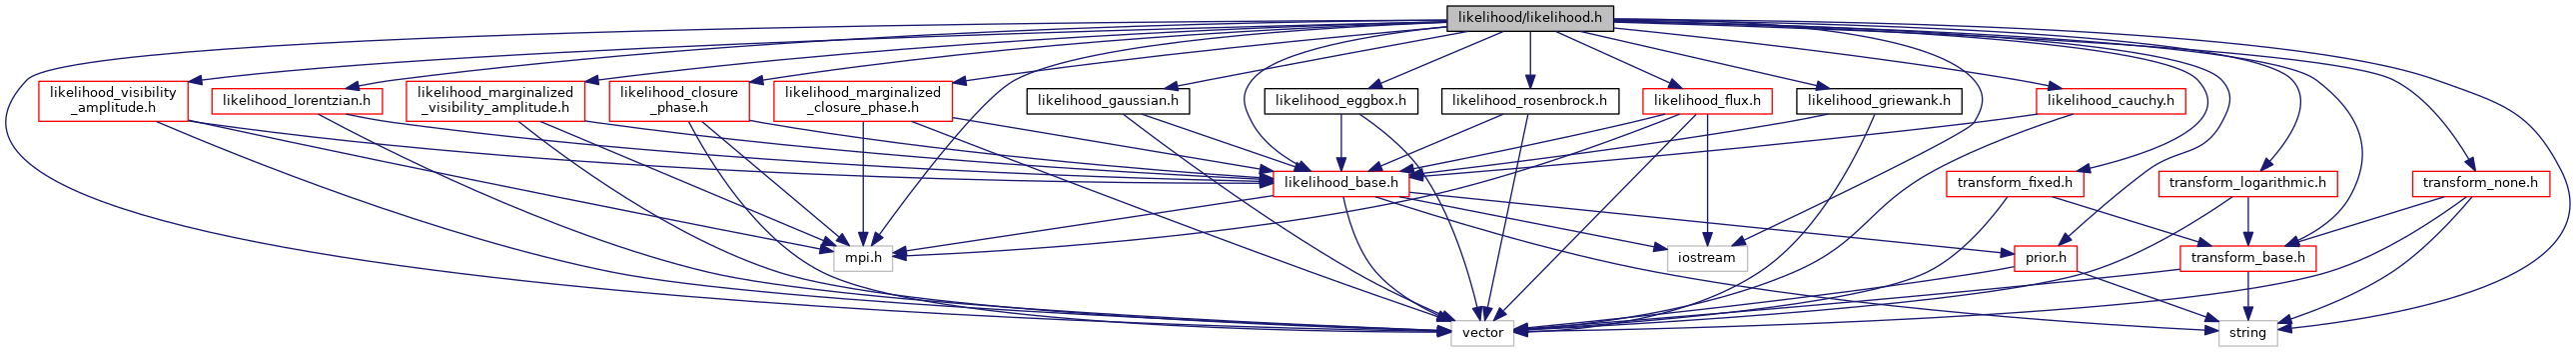 likelihood/likelihood.h
likelihood_visibility
_amplitude.h
likelihood_lorentzian.h
likelihood_marginalized
_visibility_amplitude.h
likelihood_closure
_phase.h
likelihood_marginalized
_closure_phase.h
likelihood_gaussian.h
likelihood_eggbox.h
likelihood_rosenbrock.h
likelihood_flux.h
likelihood_griewank.h
likelihood_cauchy.h
likelihood_base.h
transform_fixed.h
transform_logarithmic.h
transform_none.h
mpi.h
iostream
prior.h
transform_base.h
vector
string